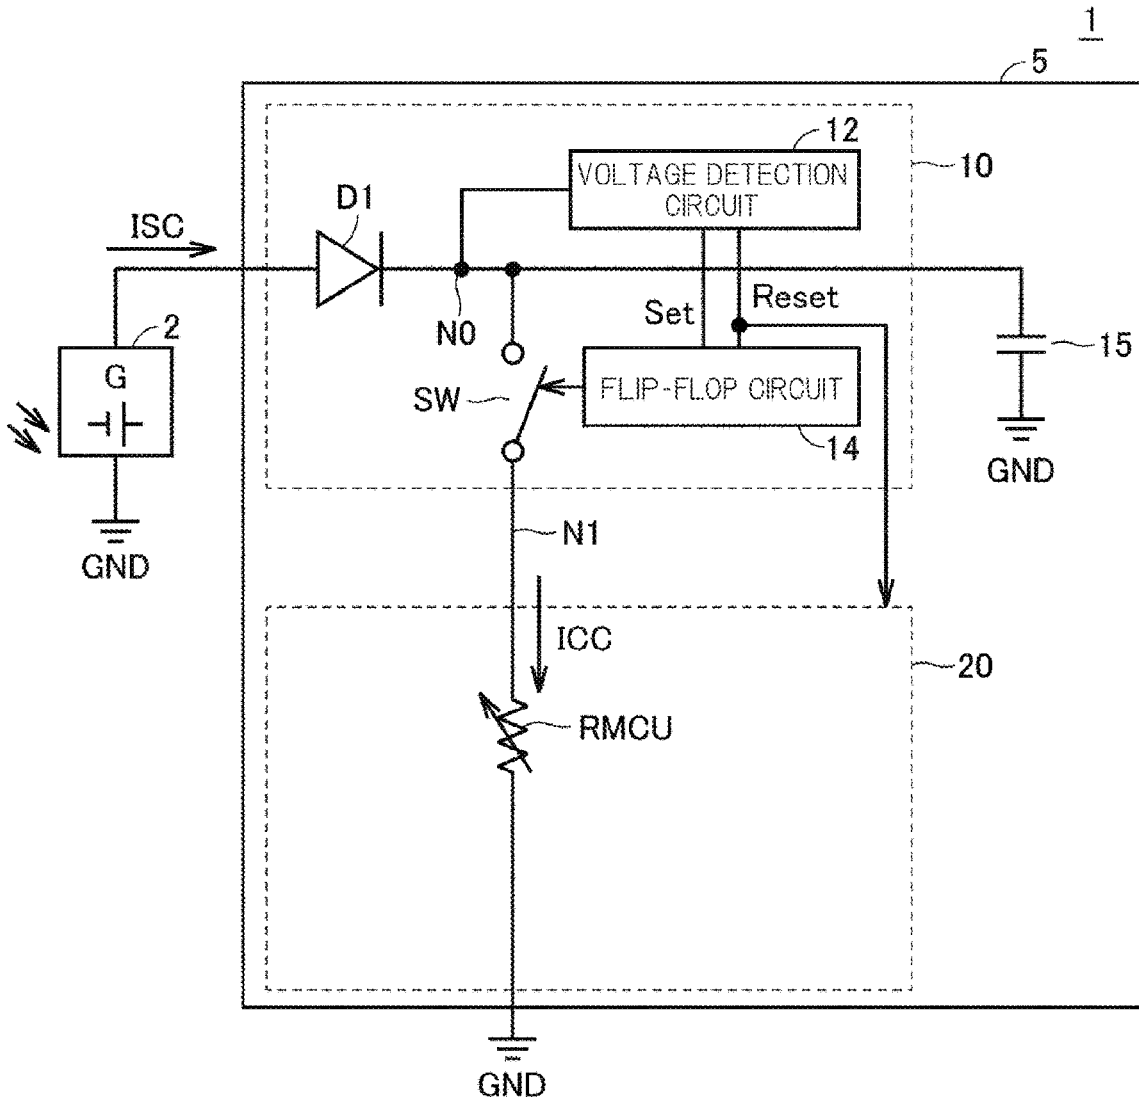 1
5
12
VOLTAGE DETECTION
CIRCUIT
10
D1
ISC
N0
Set
Reset
2
G
15
SW
FLIP-FLOP CIRCUIT
14
GND
GND
N1
ICC
20
RMCU
GND